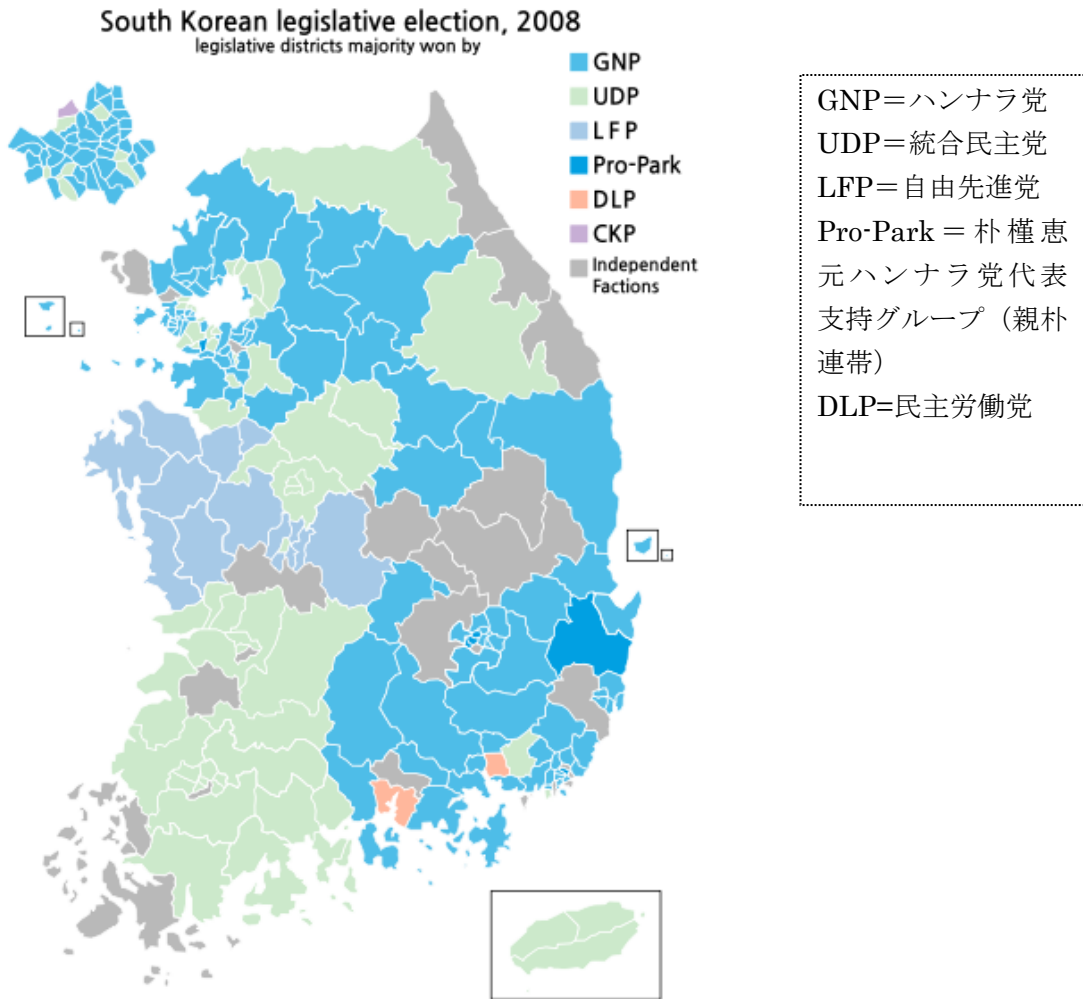 South Korean legislative election, 2008
legislative districts majority won by
GNP
UDP
LFP
Pro-Park
DLP
CKP
Independent
Factions
GNP＝ハンナラ党
UDP＝統合民主党
LFP＝自由先進党
Pro-Park＝朴槿恵
元ハンナラ党代表
支持グループ（親朴
連帯）
DLP=民主労働党